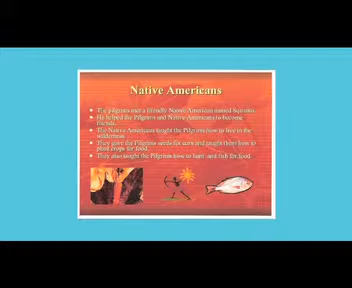 Native Americans
The pilgrims met a friendly Native American named Squanto.
He helped the Pilgrims and Native Americans to become
friends.
The Native Americans taught the Pilgrims how to live in the
wilderness.
They gave the Pilgrims seeds for corn and taught them how to
plant crops for food.
They also taught the Pilgrims how to hunt and fish for food.